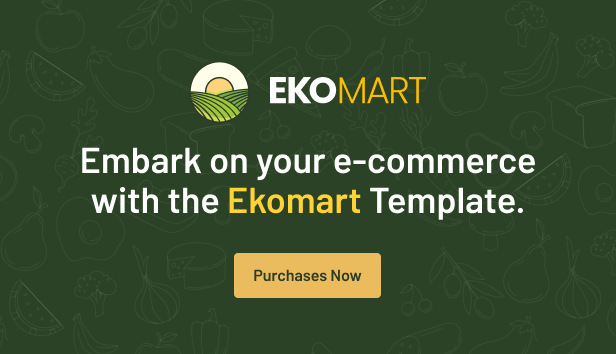 EKOMART
Embark on your e-commerce
with the Ekomart Template.
Purchases Now